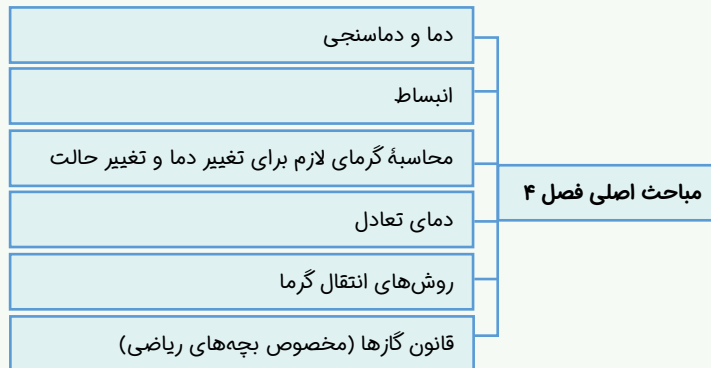 مباحث اصلی فصل ۴
دما و دماسنجی
انبساط
محاسبهٔ گرمای لازم برای تغییر دما و تغییر حالت
دمای تعادل
روش‌های انتقال گرما
قانون گازها (مخصوص بچه‌های ریاضی)